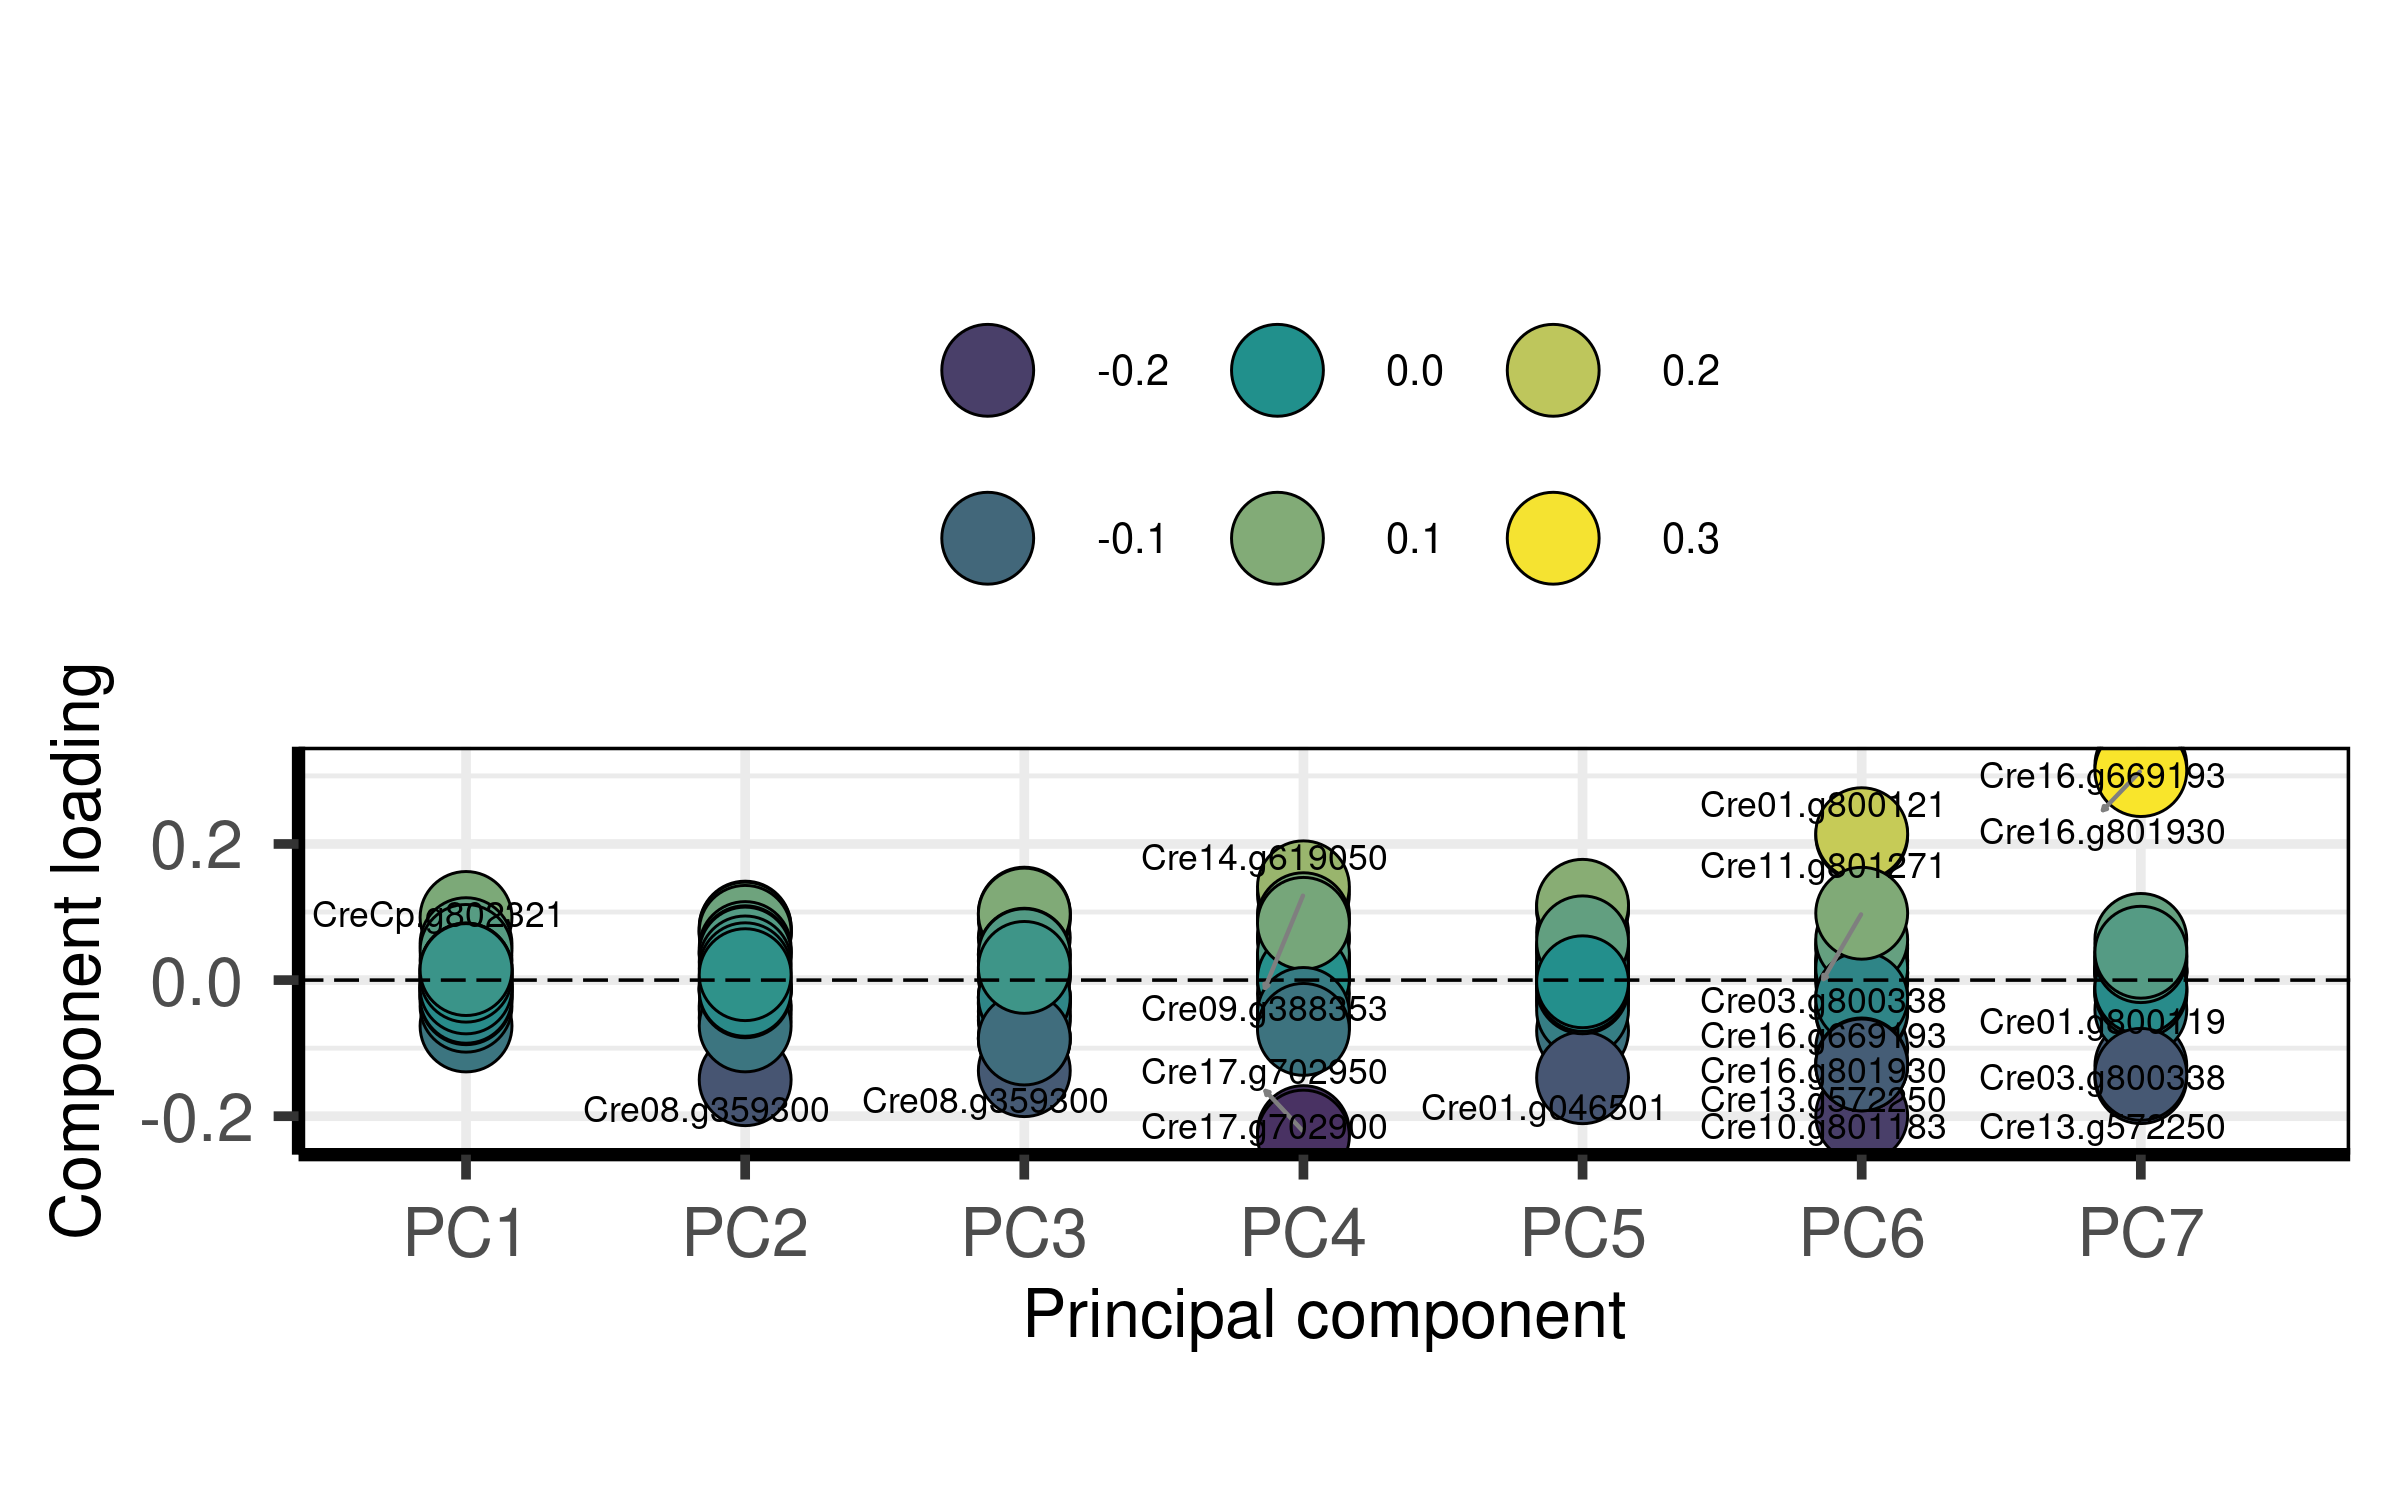 -0.2 0.0 0.2
-0.1 0.1 0.3
Component loading
0.2
0.0
-0.2
CreCp.g802321
Cre08.g359300
Cre08.g359300
Cre14.g619050
Cre09.g388353
Cre17.g702950
Cre17.g702900
Cre01.g046501
Cre01.g800121
Cre11.g801271
Cre03.g800338
Cre16.g669193
Cre16.g801930
Cre13.g572250
Cre10.g801183
Cre16.g669193
Cre16.g801930
Cre01.g800119
Cre03.g800338
Cre13.g572250
PC1 PC2 PC3 PC4 PC5 PC6 PC7
Principal component